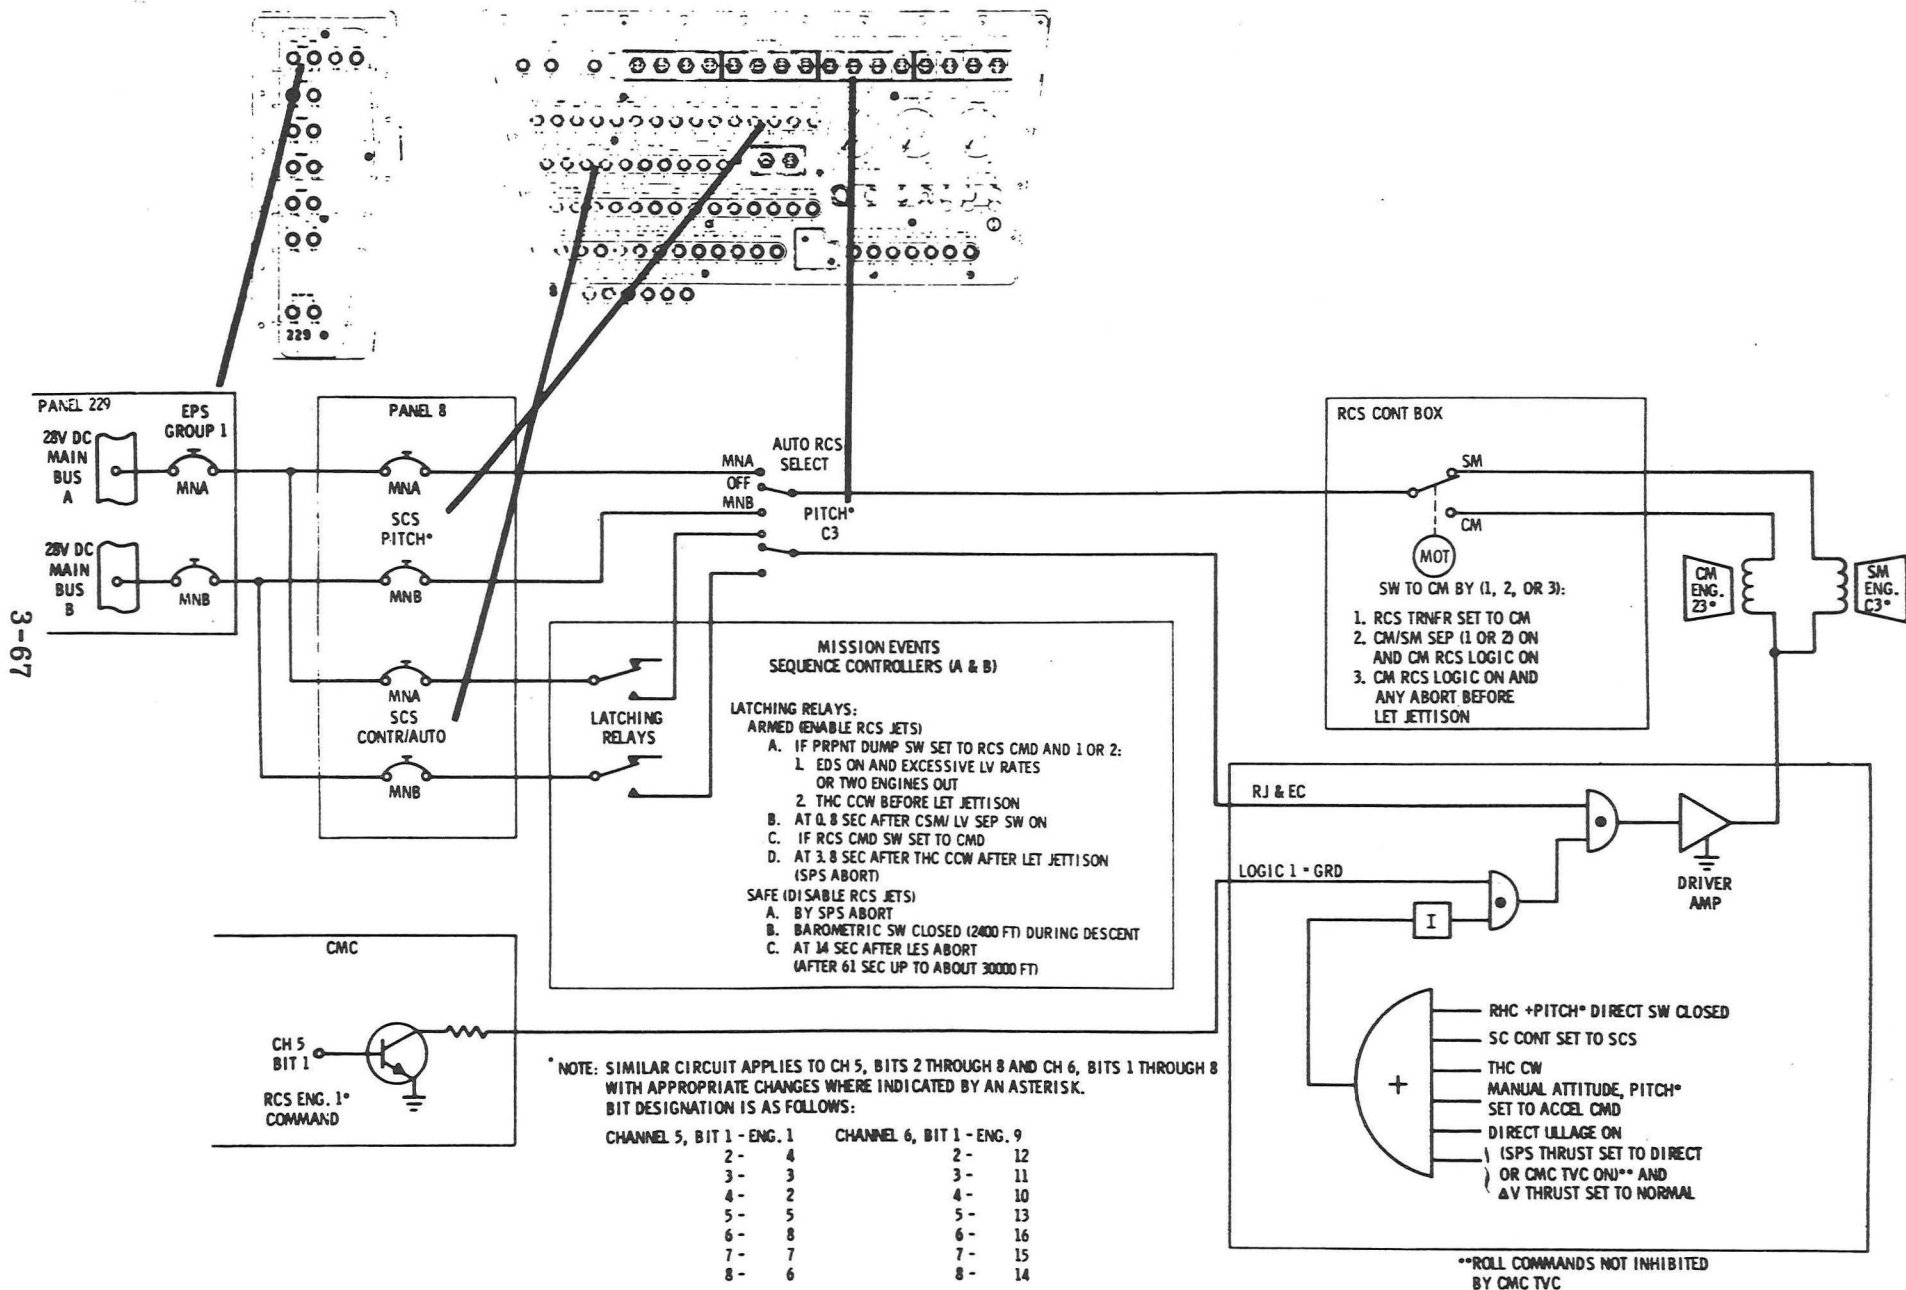 229
8
PANEL 229
EPS
GROUP 1
28V DC
MAIN
BUS
A
MNA
28V DC
MAIN
BUS
B
MNB
PANEL 8
MNA
SCS
PITCH*
MNB
MNA
SCS
CONTR/AUTO
MNB
MNA
OFF
MNB
AUTO RCS
SELECT
PITCH*
C3
RCS CONT BOX
SM
CM
MOT
SW TO CM BY (1, 2, OR 3):
1. RCS TRNFR SET TO CM
2. CM/SM SEP (1 OR 2) ON
AND CM RCS LOGIC ON
3. CM RCS LOGIC ON AND
ANY ABORT BEFORE
LET JETTISON
CM
ENG.
23*
SM
ENG.
C3*
3-67
LATCHING
RELAYS
MISSION EVENTS
SEQUENCE CONTROLLERS (A & B)
LATCHING RELAYS:
ARMED (ENABLE RCS JETS)
A. IF PRPNT DUMP SW SET TO RCS CMD AND 1 OR 2:
1. EDS ON AND EXCESSIVE LV RATES
OR TWO ENGINES OUT
2. THC CCW BEFORE LET JETTISON
B. AT 0.8 SEC AFTER CSM/LV SEP SW ON
C. IF RCS CMD SW SET TO CMD
D. AT 3.8 SEC AFTER THC CCW AFTER LET JETTISON
(SPS ABORT)
SAFE (DISABLE RCS JETS)
A. BY SPS ABORT
B. BAROMETRIC SW CLOSED (2400 FT) DURING DESCENT
C. AT 14 SEC AFTER LES ABORT
(AFTER 61 SEC UP TO ABOUT 30000 FT)
RJ & EC
LOGIC 1 = GRD
I
DRIVER
AMP
+
RHC +PITCH* DIRECT SW CLOSED
SC CONT SET TO SCS
THC CW
MANUAL ATTITUDE, PITCH*
SET TO ACCEL CMD
DIRECT ULLAGE ON
(SPS THRUST SET TO DIRECT
OR CMC TVC ON)** AND
ΔV THRUST SET TO NORMAL
CMC
CH 5
BIT 1
RCS ENG. 1*
COMMAND
* NOTE: SIMILAR CIRCUIT APPLIES TO CH 5, BITS 2 THROUGH 8 AND CH 6, BITS 1 THROUGH 8
WITH APPROPRIATE CHANGES WHERE INDICATED BY AN ASTERISK.
BIT DESIGNATION IS AS FOLLOWS:
CHANNEL 5, BIT 1 - ENG. 1 CHANNEL 6, BIT 1 - ENG. 9
2 - 4 2 - 12
3 - 3 3 - 11
4 - 2 4 - 10
5 - 5 5 - 13
6 - 8 6 - 16
7 - 7 7 - 15
8 - 6 8 - 14
**ROLL COMMANDS NOT INHIBITED
BY CMC TVC